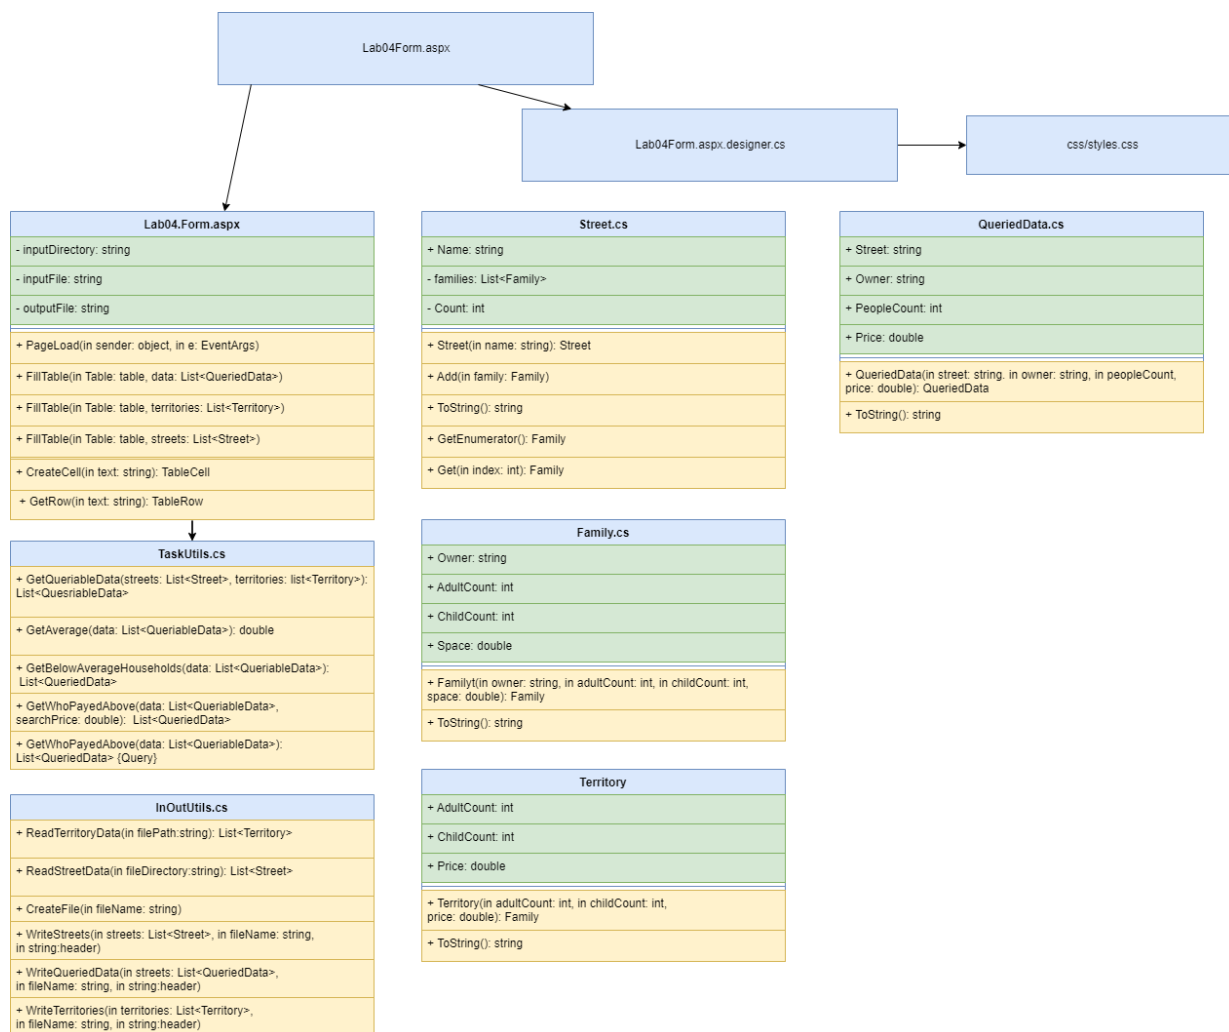 Lab04Form.aspx
Lab04Form.aspx.designer.cs
css/styles.css
Lab04.Form.aspx
- inputDirectory: string
- inputFile: string
- outputFile: string
+ PageLoad(in sender: object, in e: EventArgs)
+ FillTable(in Table: table, data: List<QueriedData>)
+ FillTable(in Table: table, territories: List<Territory>)
+ FillTable(in Table: table, streets: List<Street>)
+ CreateCell(in text: string): TableCell
+ GetRow(in text: string): TableRow
TaskUtils.cs
+ GetQueriableData(streets: List<Street>, territories: list<Territory>):
List<QuesriableData>
+ GetAverage(data: List<QueriableData>): double
+ GetBelowAverageHouseholds(data: List<QueriableData>):
List<QueriedData>
+ GetWhoPayedAbove(data: List<QueriableData>,
searchPrice: double): List<QueriedData>
+ GetWhoPayedAbove(data: List<QueriableData>):
List<QueriedData> {Query}
InOutUtils.cs
+ ReadTerritoryData(in filePath:string): List<Territory>
+ ReadStreetData(in fileDirectory:string): List<Street>
+ CreateFile(in fileName: string)
+ WriteStreets(in streets: List<Street>, in fileName: string,
in string:header)
+ WriteQueriedData(in streets: List<QueriedData>,
in fileName: string, in string:header)
+ WriteTerritories(in territories: List<Territory>,
in fileName: string, in string:header)
Street.cs
+ Name: string
- families: List<Family>
- Count: int
+ Street(in name: string): Street
+ Add(in family: Family)
+ ToString(): string
+ GetEnumerator(): Family
+ Get(in index: int): Family
Family.cs
+ Owner: string
+ AdultCount: int
+ ChildCount: int
+ Space: double
+ Familyt(in owner: string, in adultCount: int, in childCount: int,
space: double): Family
+ ToString(): string
Territory
+ AdultCount: int
+ ChildCount: int
+ Price: double
+ Territory(in adultCount: int, in childCount: int,
price: double): Family
+ ToString(): string
QueriedData.cs
+ Street: string
+ Owner: string
+ PeopleCount: int
+ Price: double
+ QueriedData(in street: string. in owner: string, in peopleCount,
price: double): QueriedData
+ ToString(): string